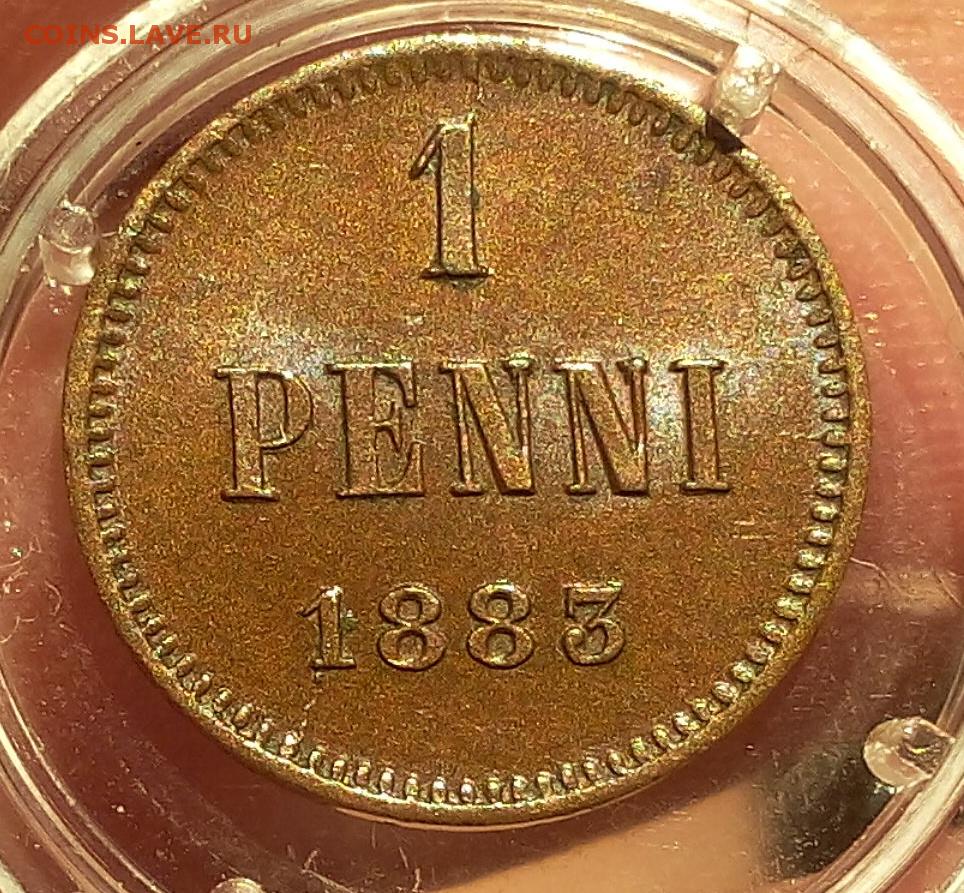 COINS.LAVE.RU
1
PENNI
1883